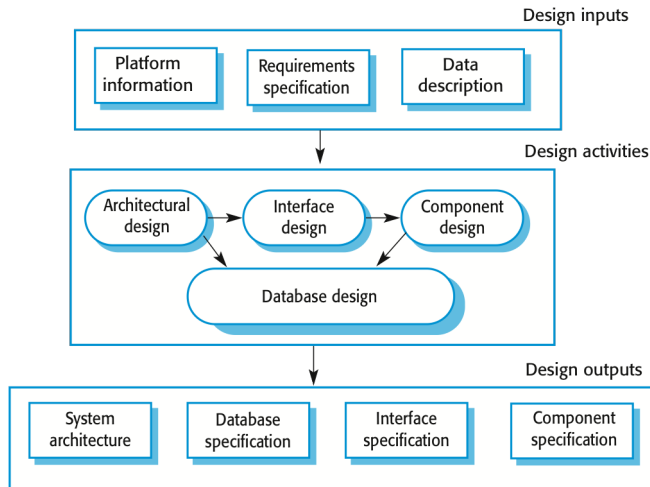 Design inputs
Platform
information
Requirements
specification
Data
description
Design activities
Architectural
design
Interface
design
Component
design
Database design
Design outputs
System
architecture
Database
specification
Interface
specification
Component
specification